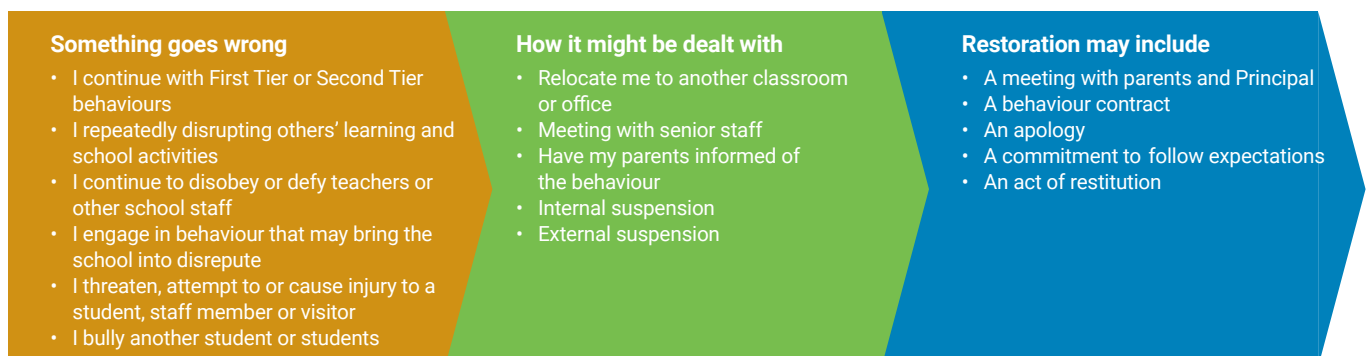 Something goes wrong
• I continue with First Tier or Second Tier
behaviours
• I repeatedly disrupting others’ learning and
school activities
• I continue to disobey or defy teachers or
other school staff
• I engage in behaviour that may bring the
school into disrepute
• I threaten, attempt to or cause injury to a
student, staff member or visitor
• I bully another student or students
How it might be dealt with
• Relocate me to another classroom
or office
• Meeting with senior staff
• Have my parents informed of
the behaviour
• Internal suspension
• External suspension
Restoration may include
• A meeting with parents and Principal
• A behaviour contract
• An apology
• A commitment to follow expectations
• An act of restitution